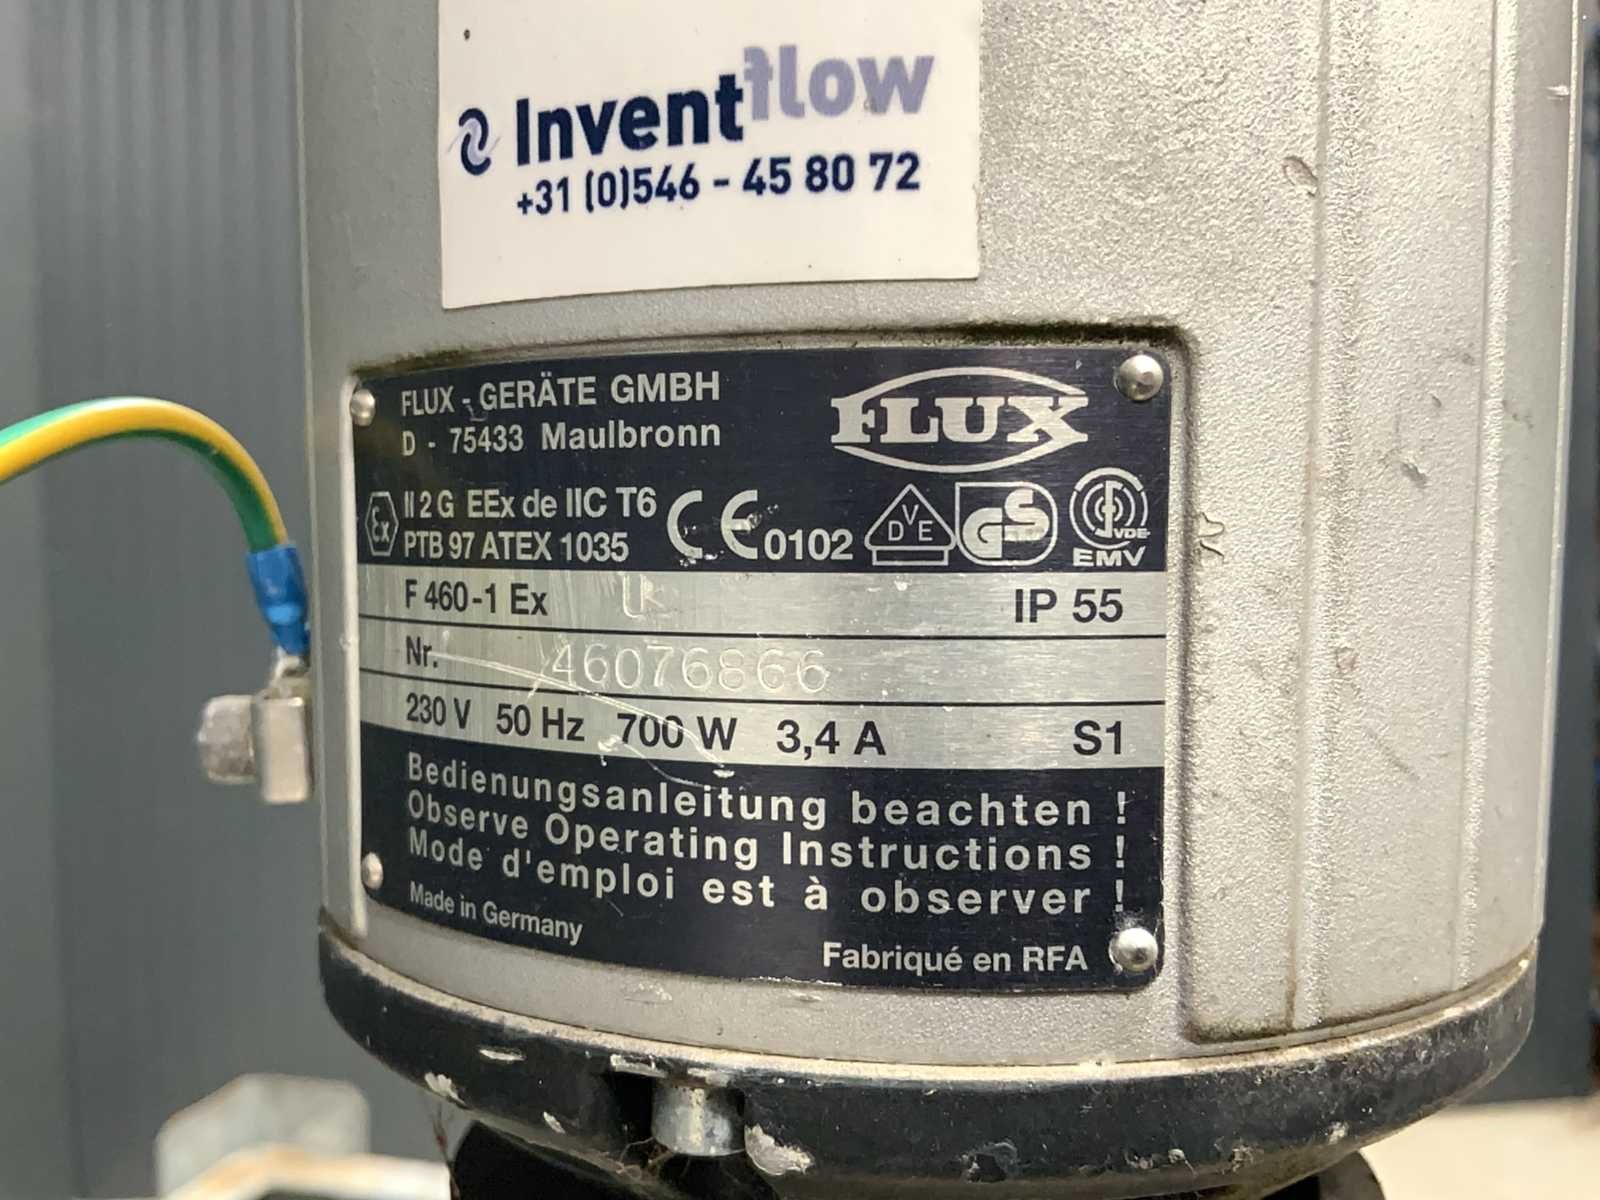 Inventflow
+31 (0)546 - 45 80 72
FLUX - GERÄTE GMBH
D - 75433 Maulbronn
FLUX
Ex II 2 G EEx de IIC T6
PTB 97 ATEX 1035
CE 0102
VDE
GS
VDE
EMV
F 460-1 Ex
IP 55
Nr. 46076866
230 V 50 Hz 700 W 3,4 A S1
Bedienungsanleitung beachten !
Observe Operating Instructions !
Mode d'emploi est à observer !
Made in Germany
Fabriqué en RFA